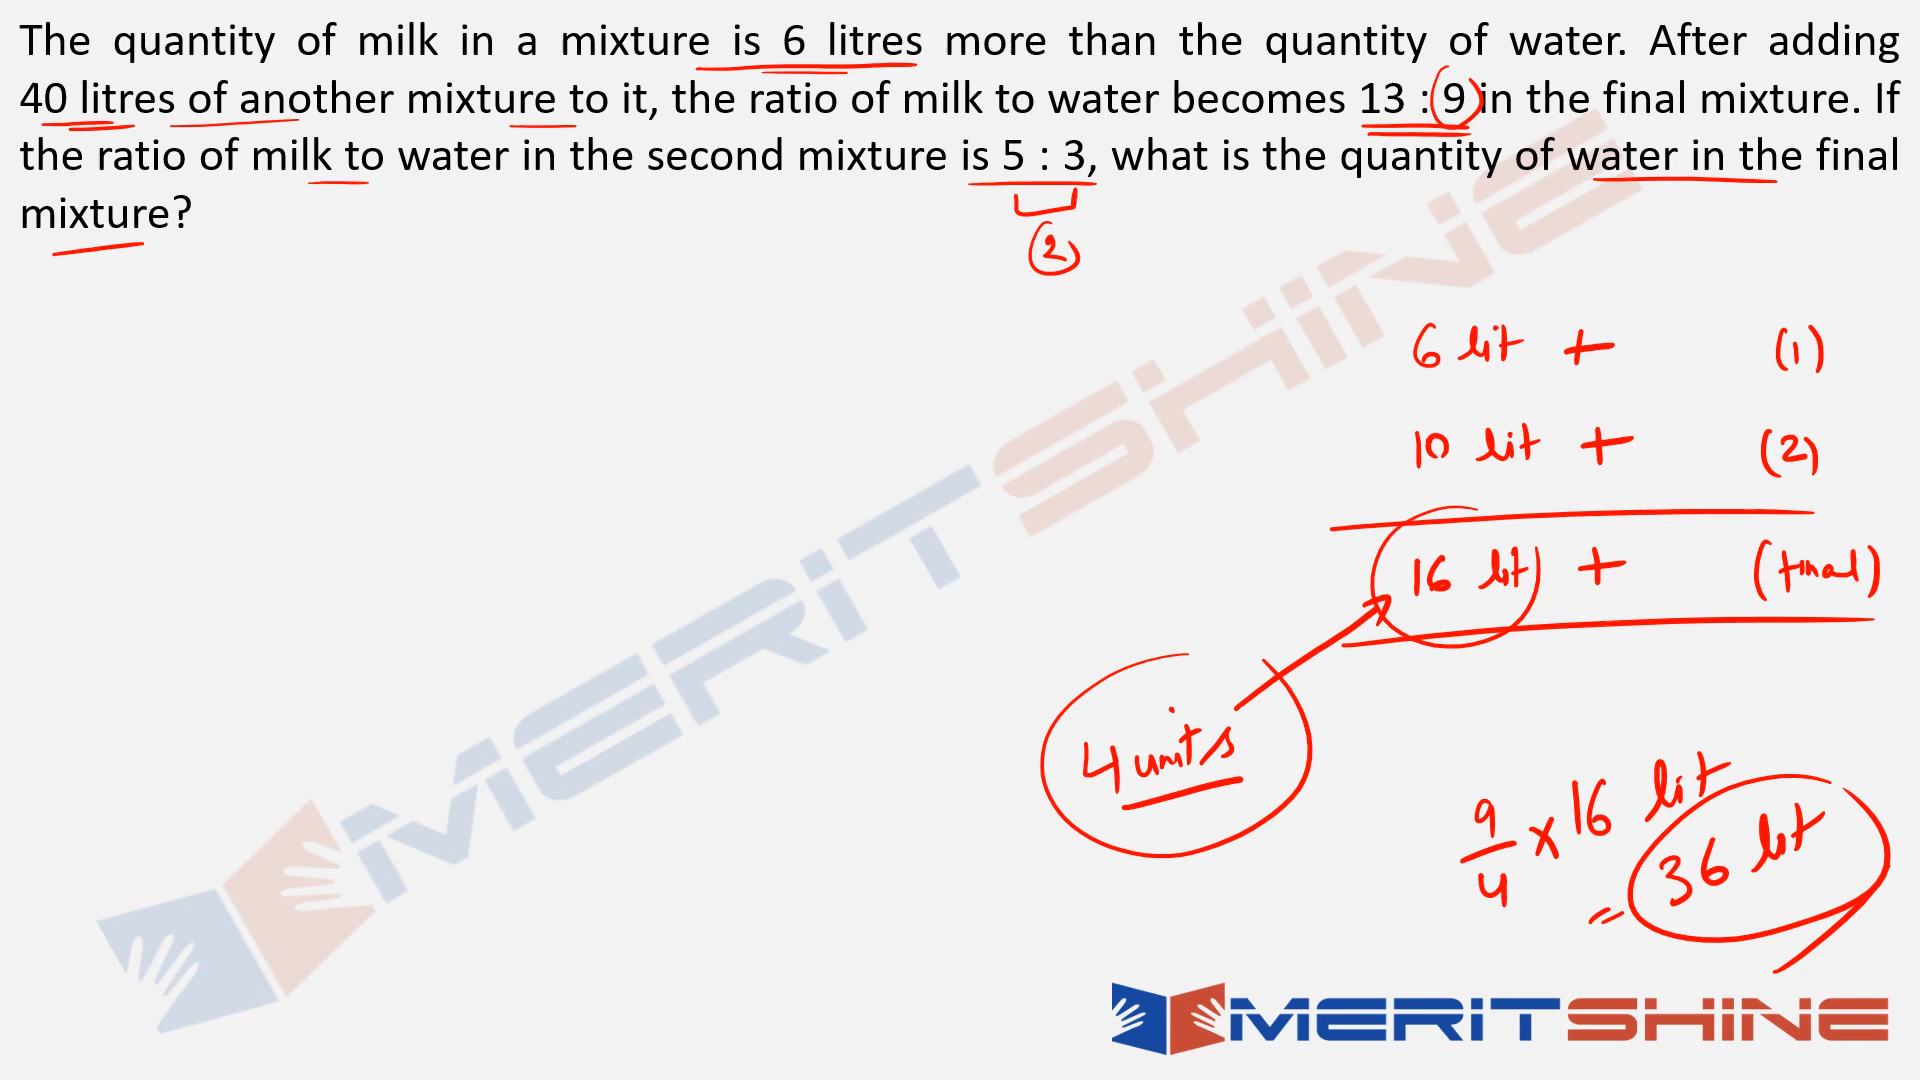 The quantity of milk in a mixture is 6 litres more than the quantity of water. After adding
40 litres of another mixture to it, the ratio of milk to water becomes 13 : 9 in the final mixture. If
the ratio of milk to water in the second mixture is 5 : 3, what is the quantity of water in the final
mixture?
2
6 lit + (1)
10 lit + (2)
16 lit + (final)
4 units
9/4 x 16 lit
= 36 lit
MERiTSHiNE
MERiTSHiNE